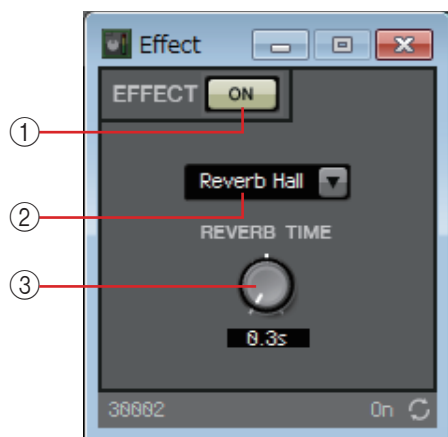 Effect
EFFECT ON
①
Reverb Hall
②
REVERB TIME
③
0.3s
30002 On